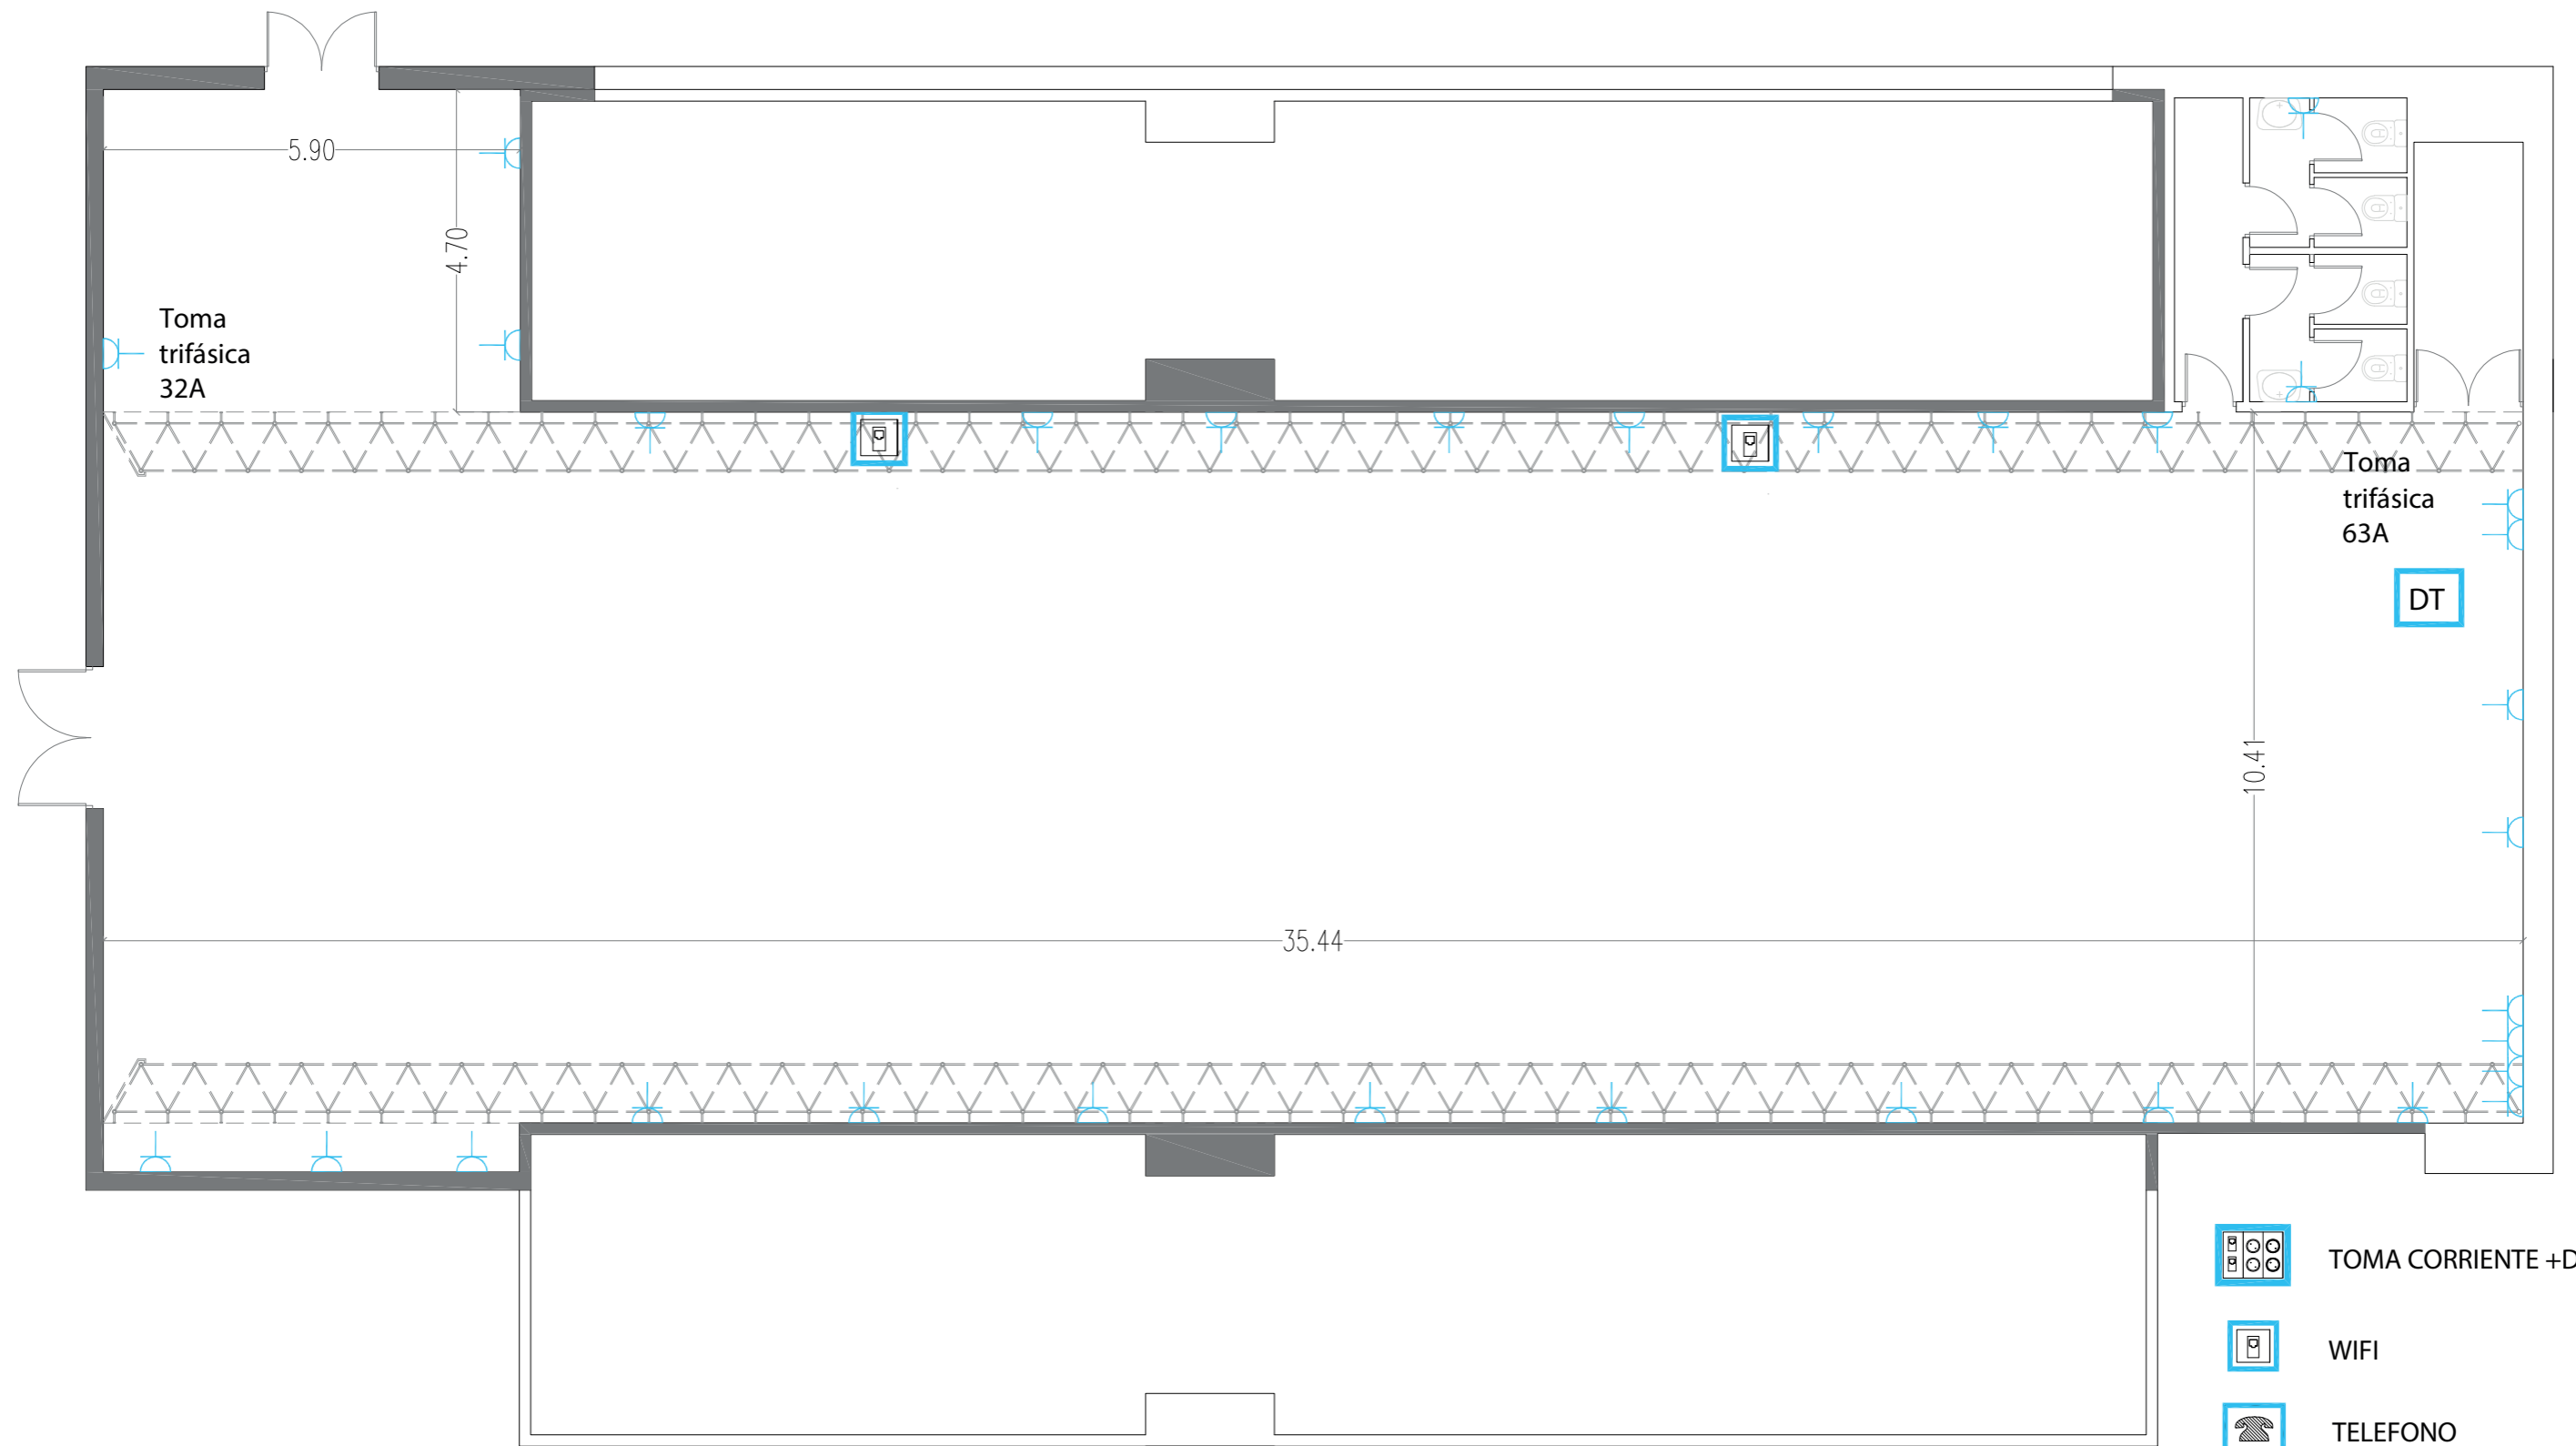 5.90
4.70
Toma
trifásica
32A
Toma
trifásica
63A
DT
10.41
35.44
TOMA CORRIENTE +D
WIFI
TELEFONO